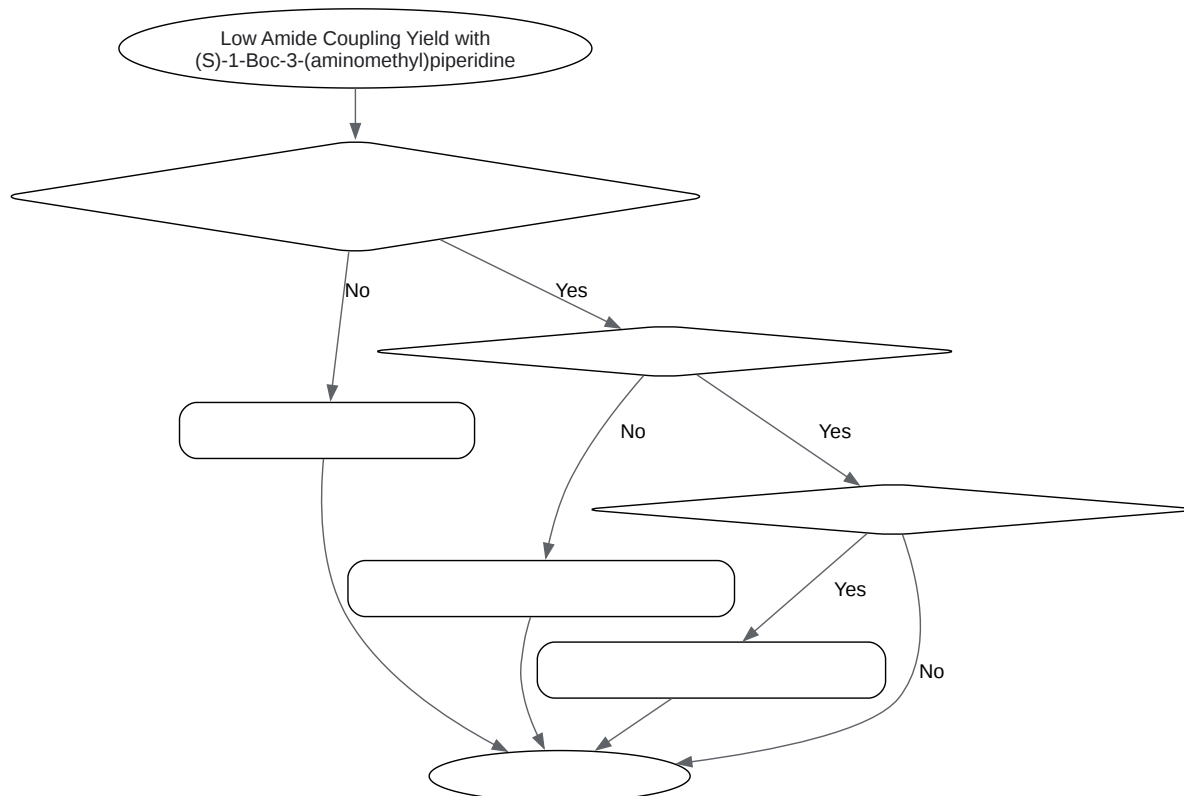 Low Amide Coupling Yield with
(S)-1-Boc-3-(aminomethyl)piperidine
No
Yes
No
Yes
Yes
No